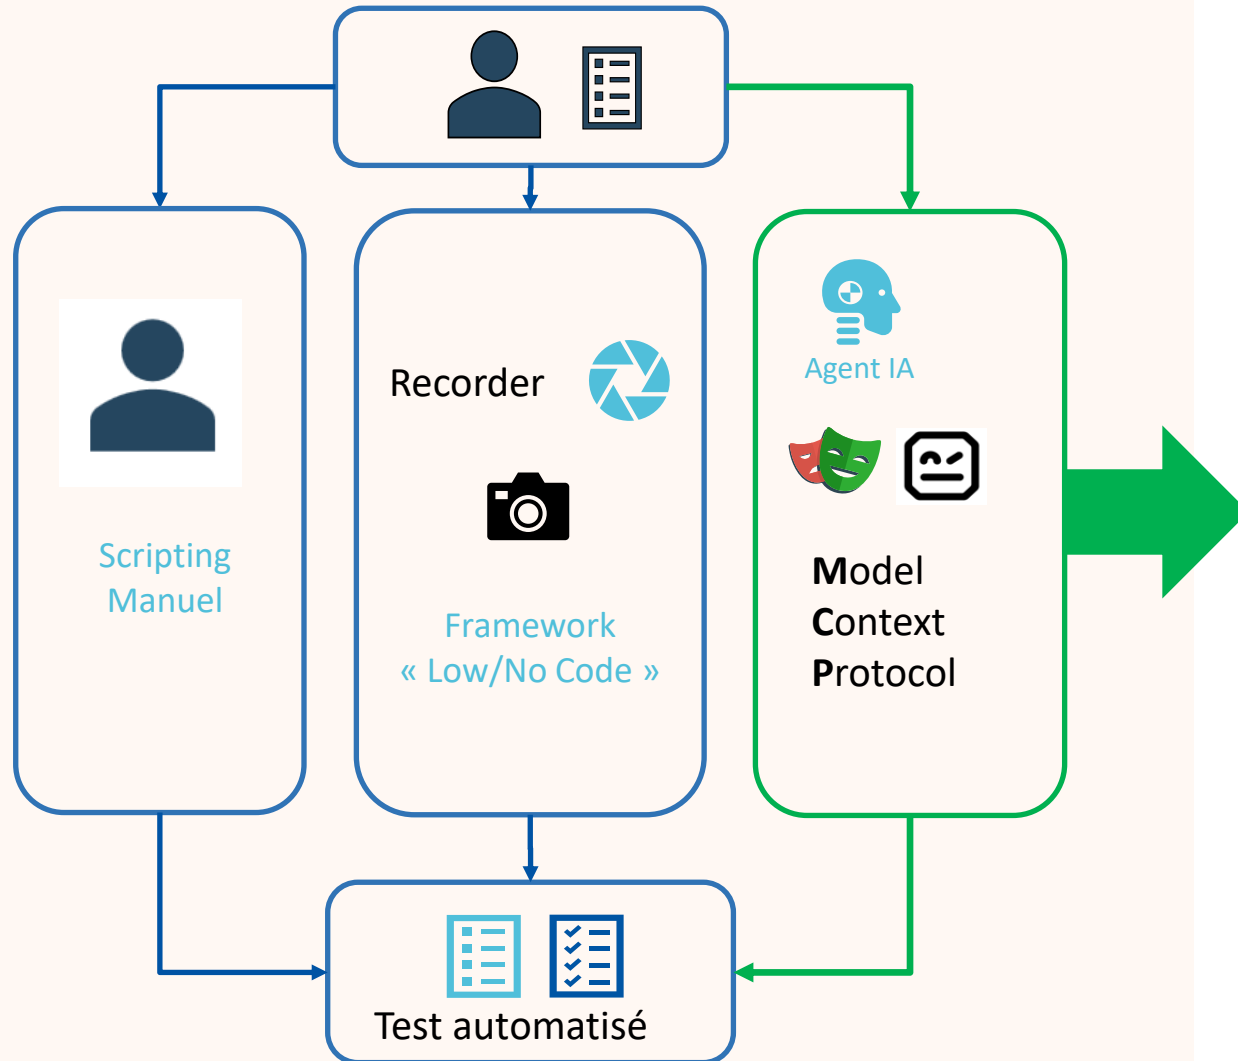 Scripting
Manuel
Recorder
Framework
« Low/No Code »
Agent IA
Model
Context
Protocol
Test automatisé